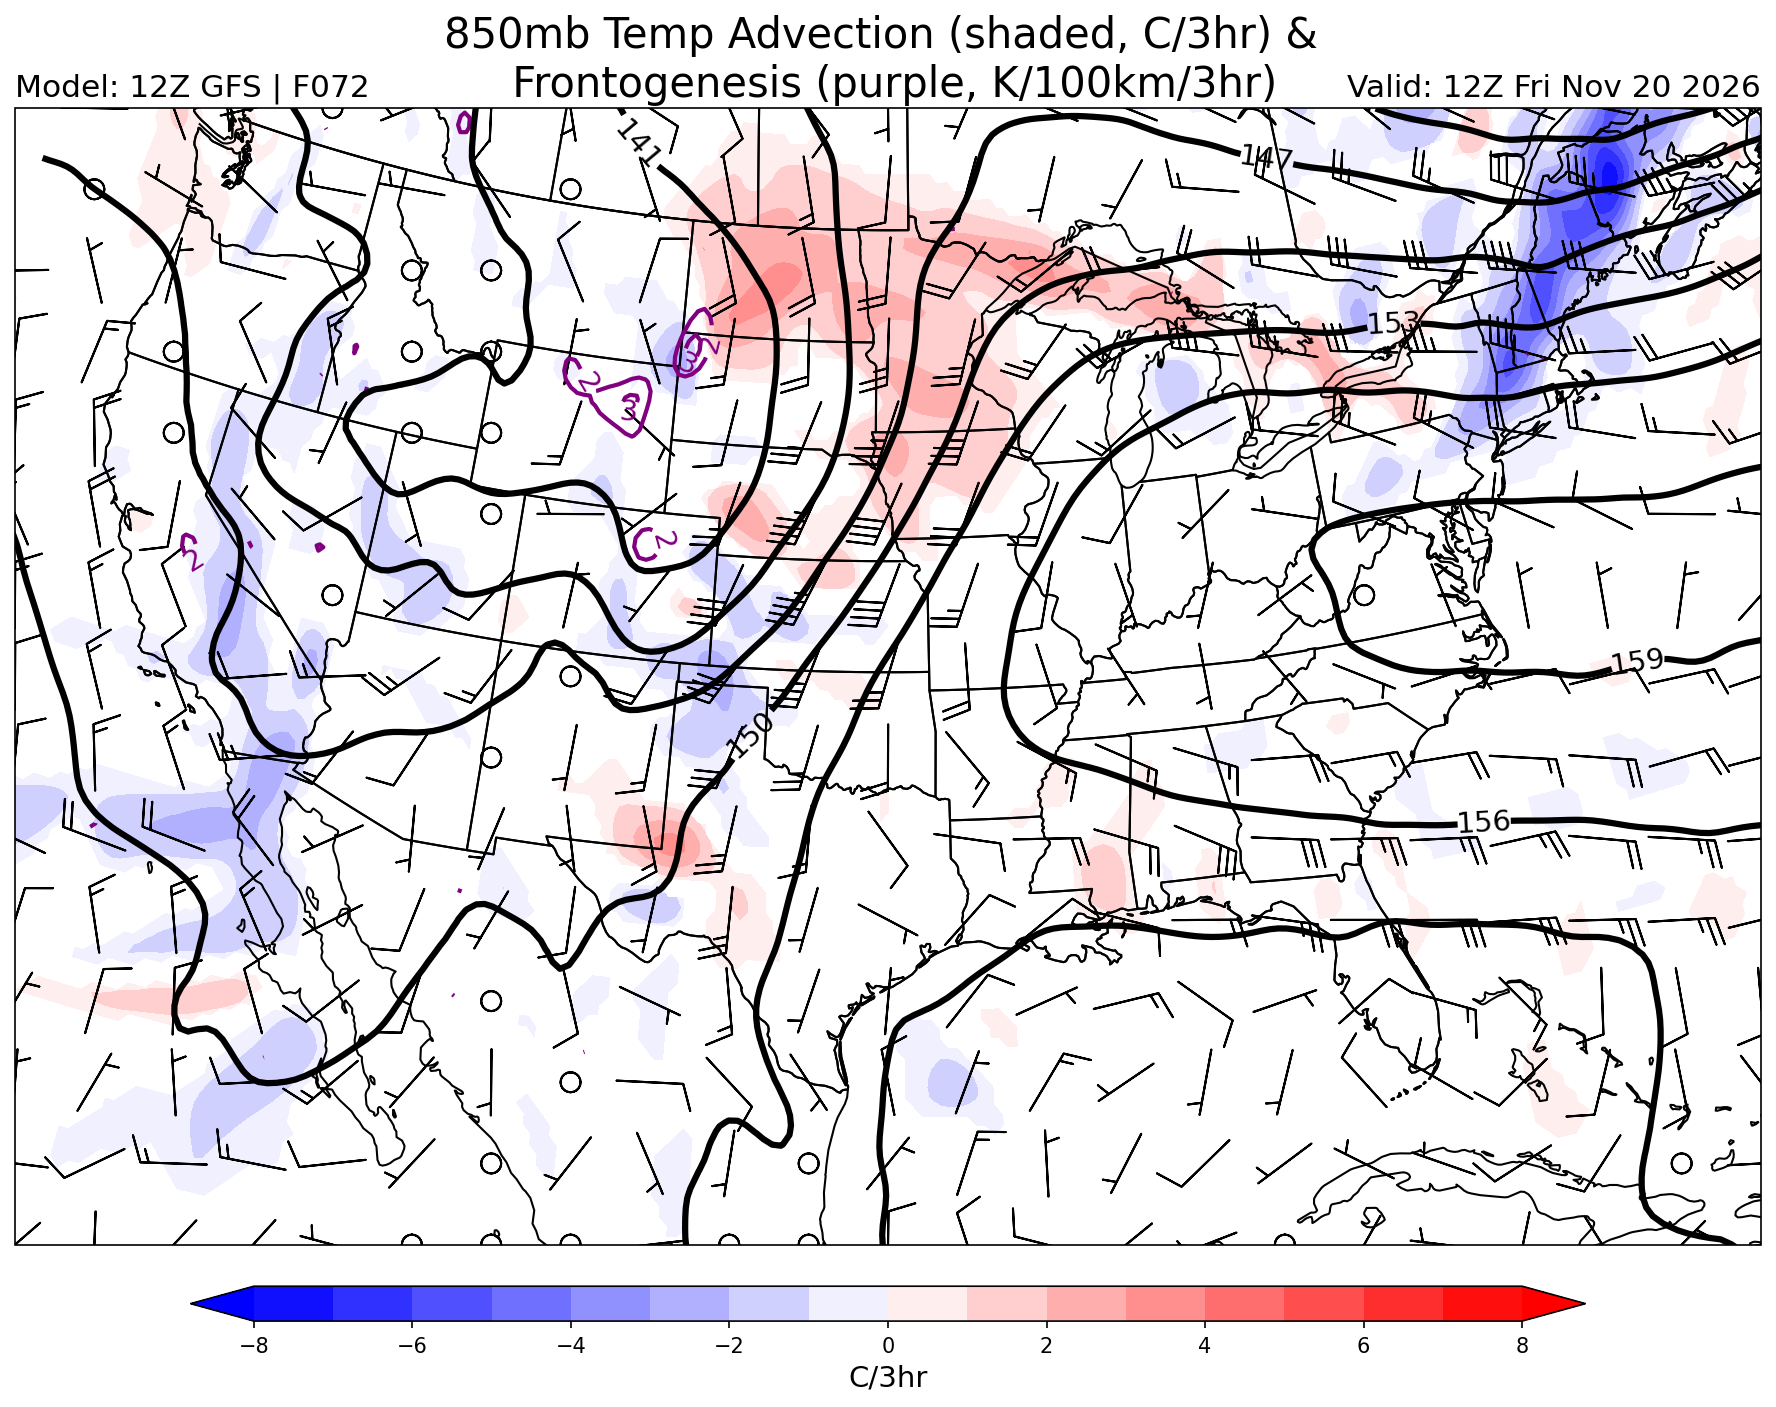 850mb Temp Advection (shaded, C/3hr) &
Frontogenesis (purple, K/100km/3hr)
Model: 12Z GFS | F072
Valid: 12Z Fri Nov 20 2026
141
147
153
2
3
2
3
2
2
159
150
156
−8 −6 −4 −2 0 2 4 6 8
C/3hr